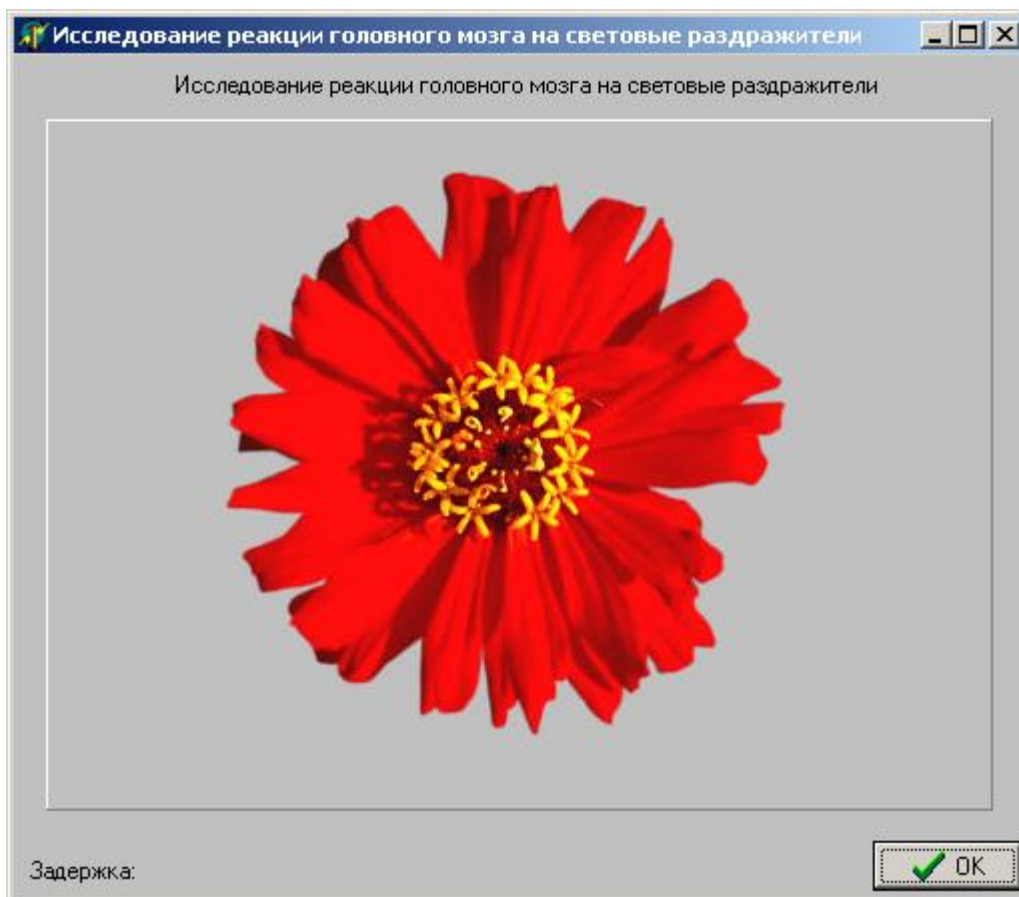 Исследование реакции головного мозга на световые раздражители
Исследование реакции головного мозга на световые раздражители
Задержка:
OK